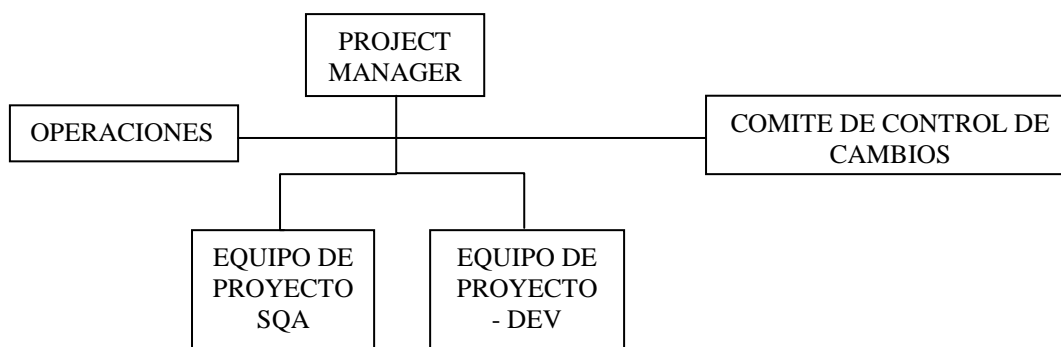 PROJECT
MANAGER
OPERACIONES
COMITE DE CONTROL DE
CAMBIOS
EQUIPO DE
PROYECTO
SQA
EQUIPO DE
PROYECTO
- DEV